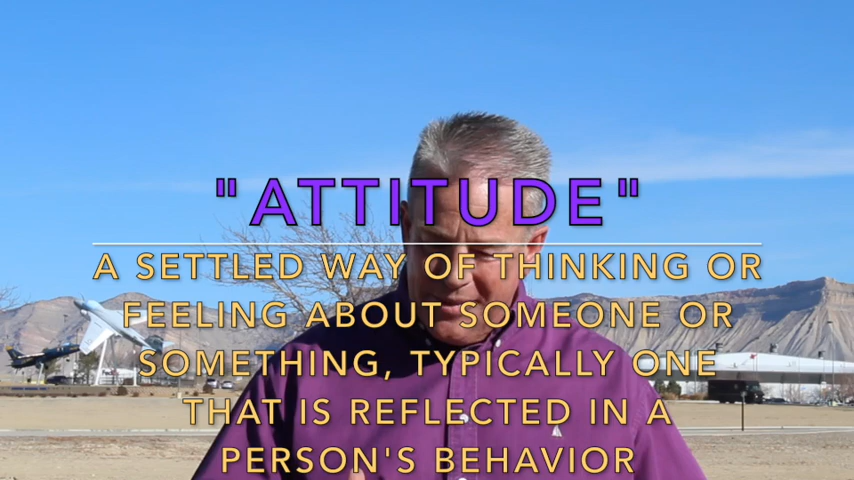 "ATTITUDE"
A SETTLED WAY OF THINKING OR
FEELING ABOUT SOMEONE OR
SOMETHING, TYPICALLY ONE
THAT IS REFLECTED IN A
PERSON'S BEHAVIOR